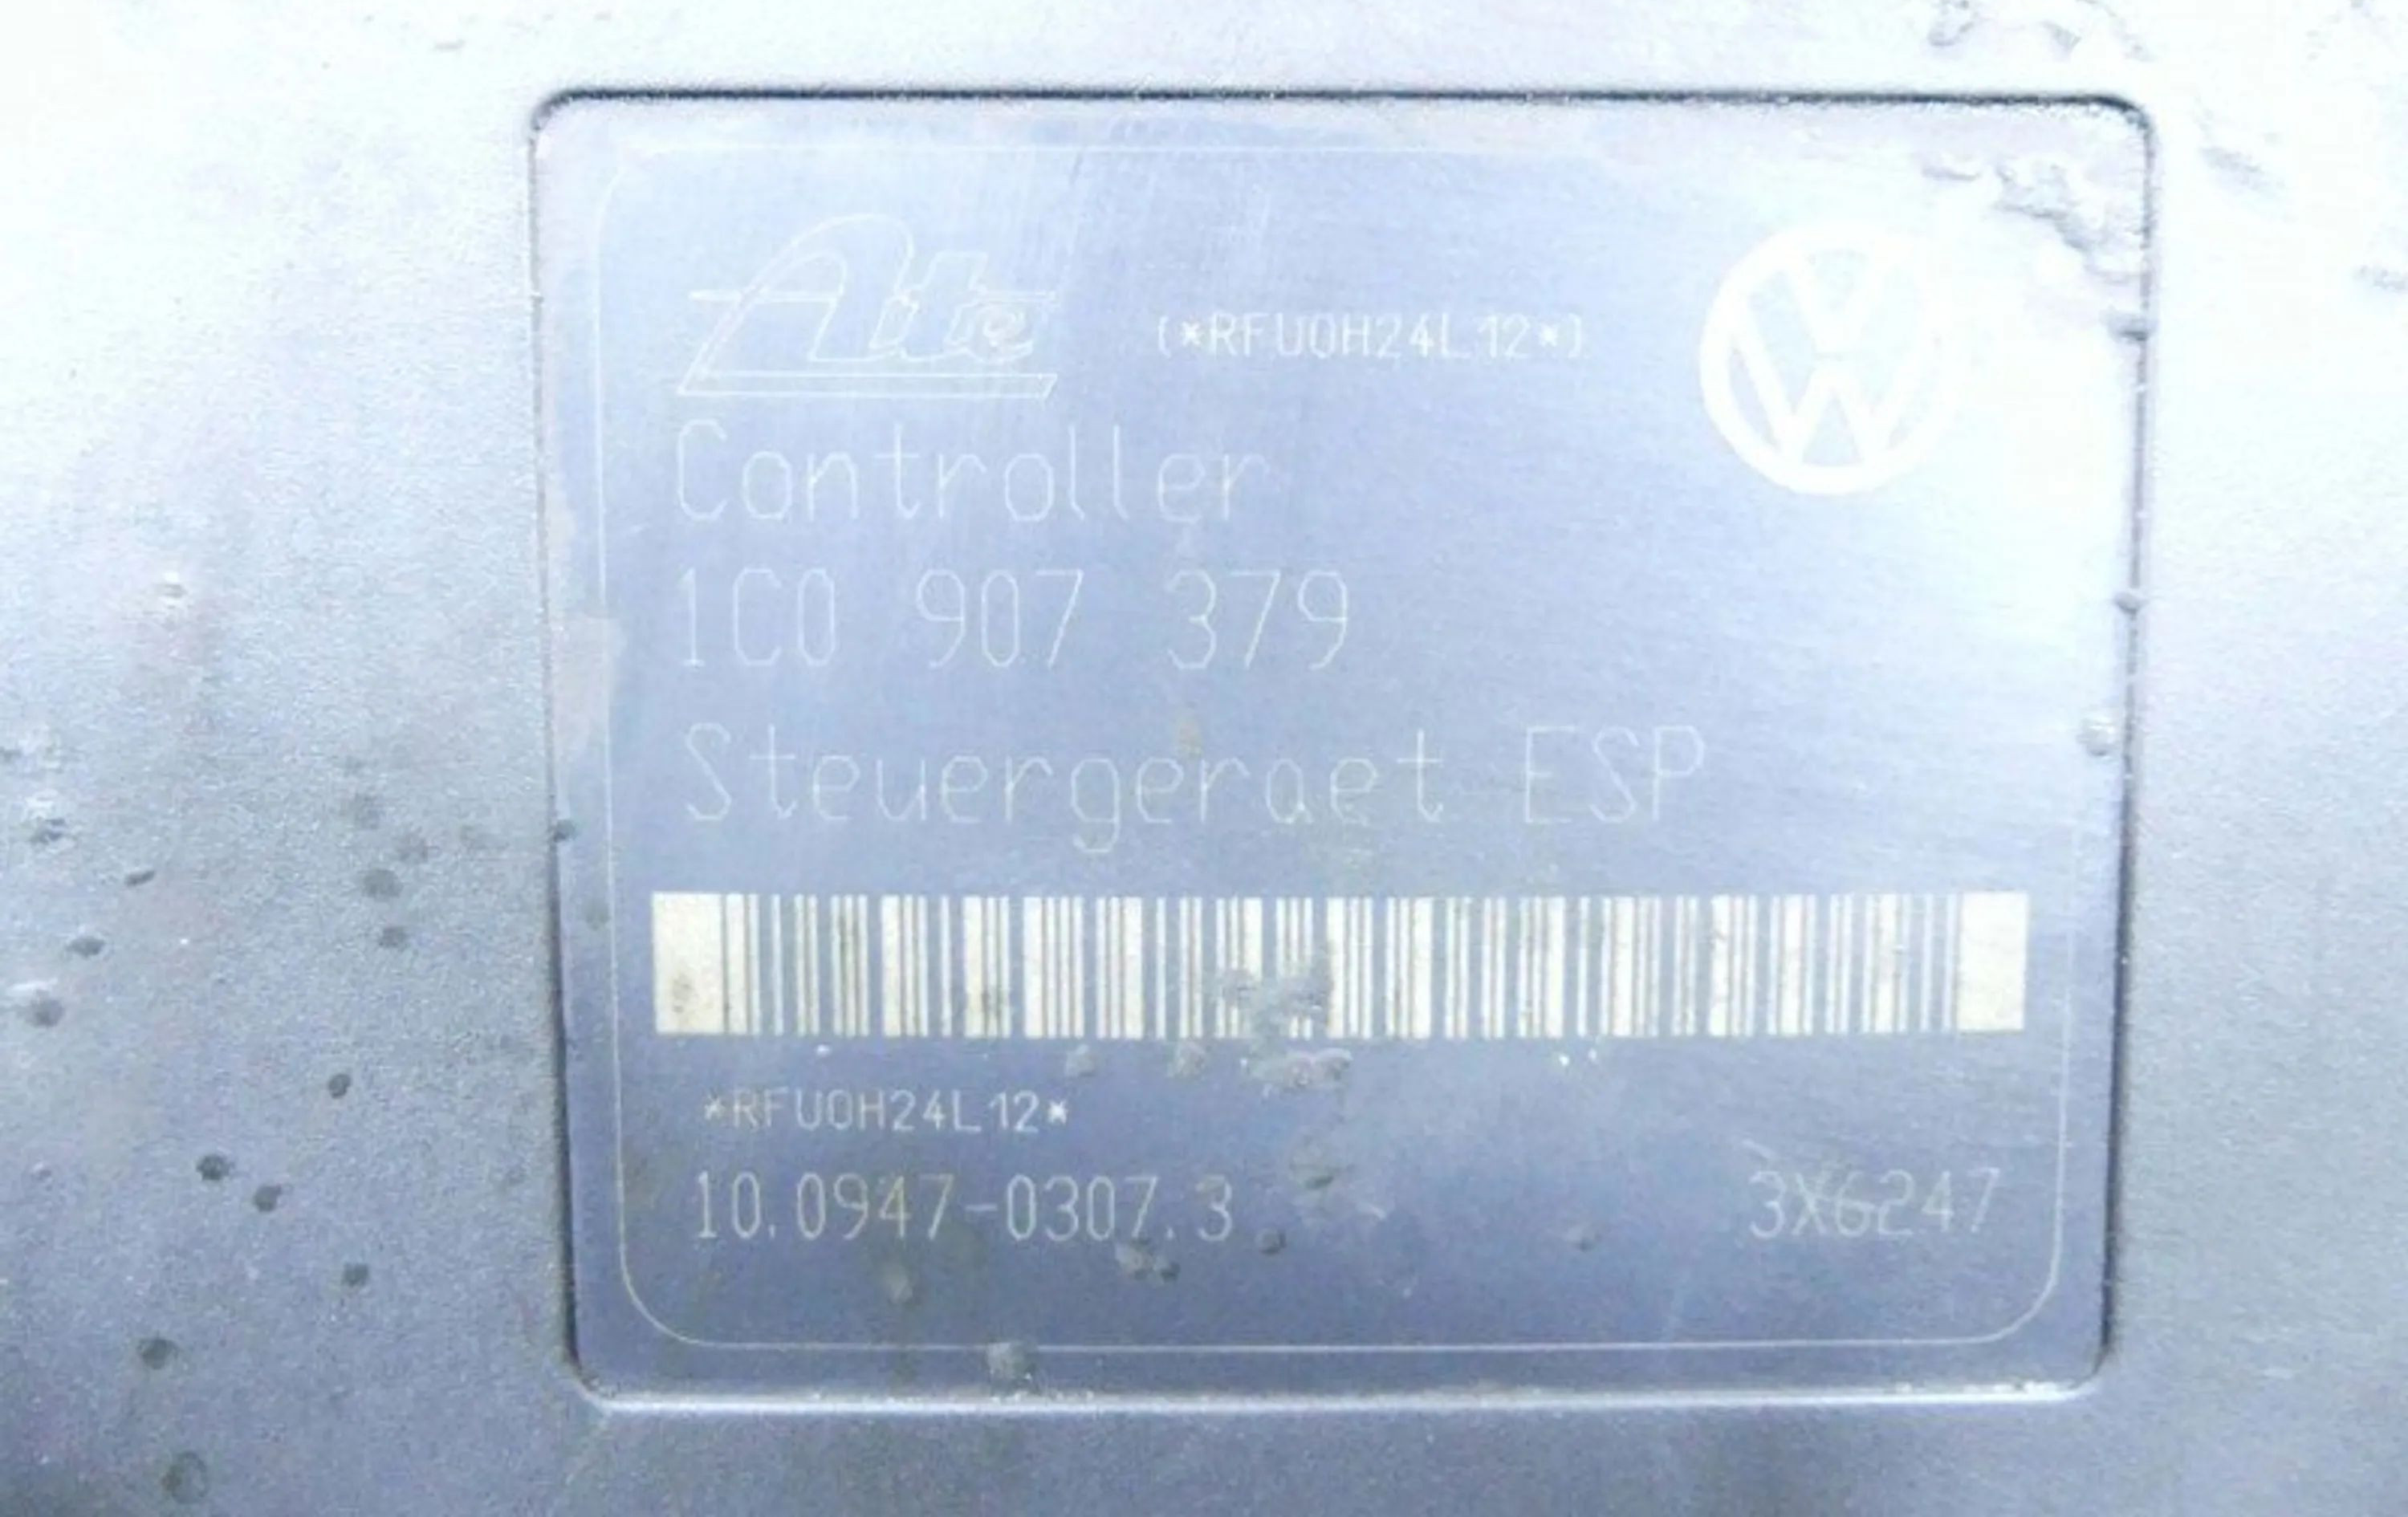 Ate
(*RFU0H24L12*)
Controller
1C0 907 379
Steuergeraet ESP
*RFU0H24L12*
10.0947-0307.3
3X6247